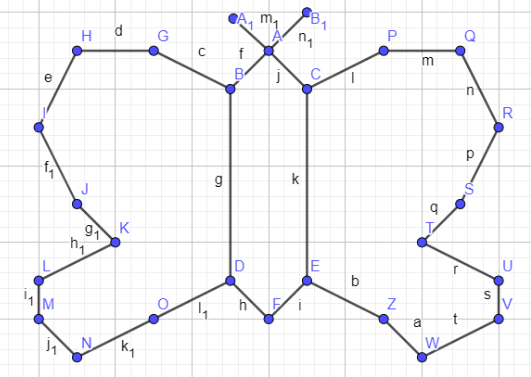 A₁ m₁ B₁
H d G A n₁ P Q
c f j l m
e B C n
I R
f₁ g k p
J S
g₁ q
K T
h₁ r
L D E U
i₁ b s
M O l₁ h F i Z V
j₁ k₁ a t
N W